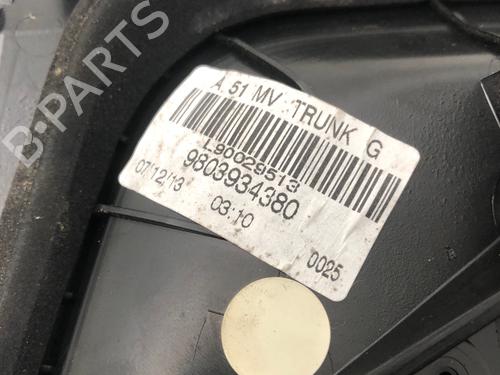 A 51 MV TRUNK G
L90029513
9803934380
07/12/13 03:10 0025
B-PARTS